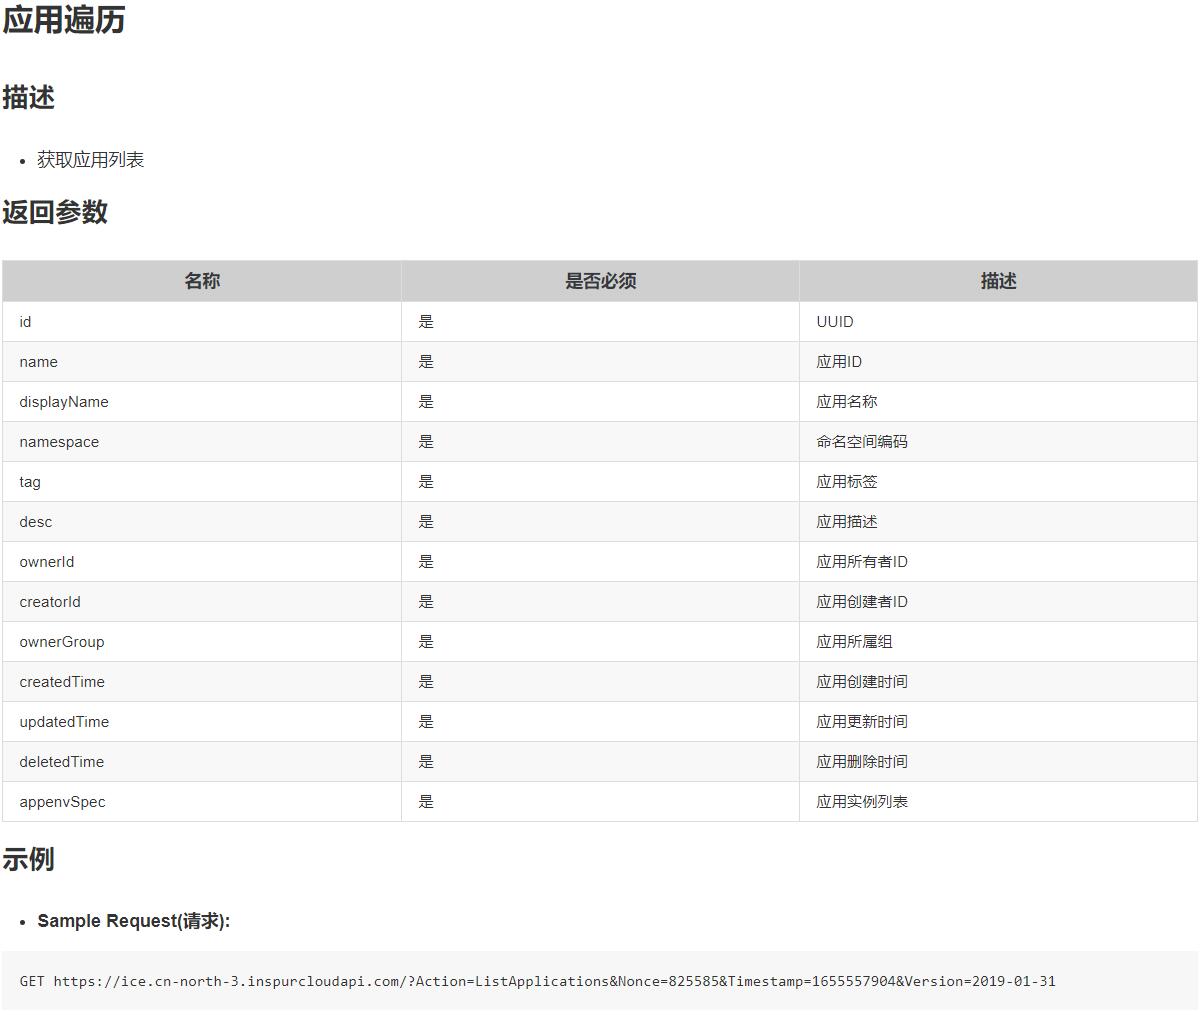 应用遍历
描述
• 获取应用列表
返回参数
名称 是否必须 描述
id 是 UUID
name 是 应用ID
displayName 是 应用名称
namespace 是 命名空间编码
tag 是 应用标签
desc 是 应用描述
ownerId 是 应用所有者ID
creatorId 是 应用创建者ID
ownerGroup 是 应用所属组
createdTime 是 应用创建时间
updatedTime 是 应用更新时间
deletedTime 是 应用删除时间
appenvSpec 是 应用实例列表
示例
• Sample Request(请求):
GET https://ice.cn-north-3.inspurcloudapi.com/?Action=ListApplications&Nonce=825585&Timestamp=1655557904&Version=2019-01-31